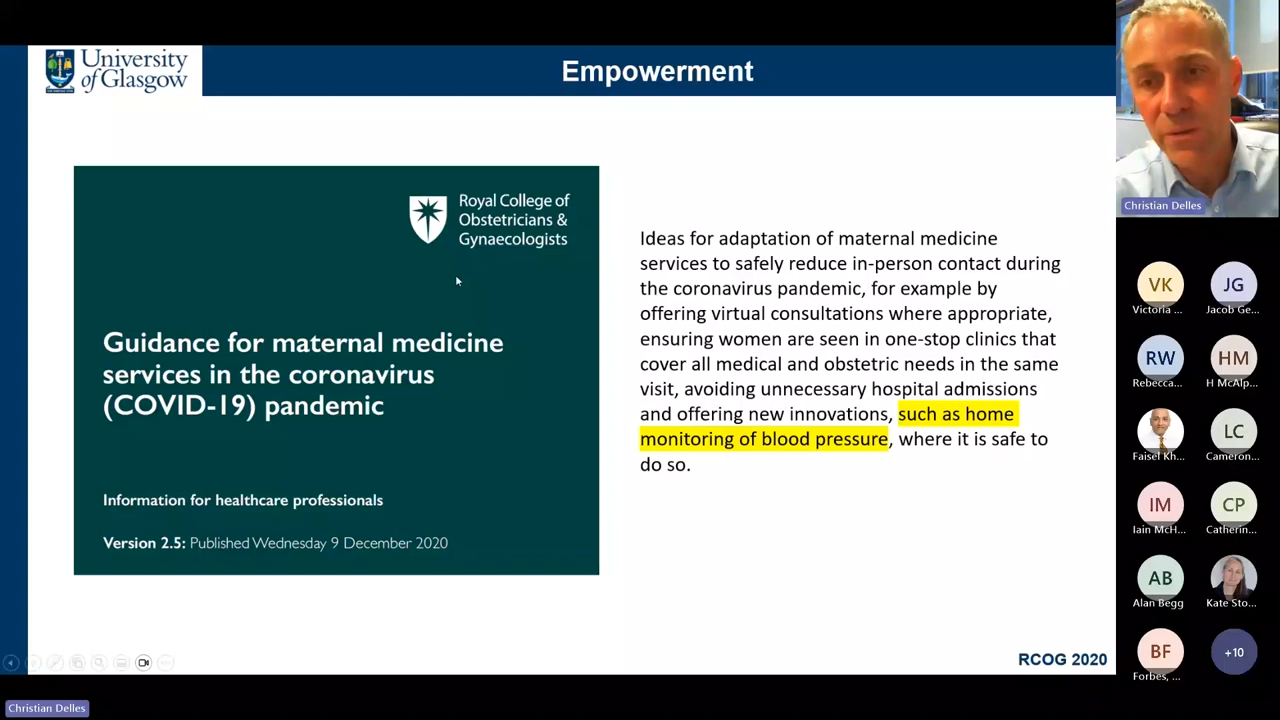 University
of Glasgow
Empowerment
Royal College of
Obstetricians &
Gynaecologists
Guidance for maternal medicine
services in the coronavirus
(COVID-19) pandemic
Information for healthcare professionals
Version 2.5: Published Wednesday 9 December 2020
Ideas for adaptation of maternal medicine
services to safely reduce in-person contact during
the coronavirus pandemic, for example by
offering virtual consultations where appropriate,
ensuring women are seen in one-stop clinics that
cover all medical and obstetric needs in the same
visit, avoiding unnecessary hospital admissions
and offering new innovations, such as home
monitoring of blood pressure, where it is safe to
do so.
RCOG 2020
Christian Delles
VK
Victoria ...
JG
Jacob Ge...
RW
Rebecca...
HM
H McAlp...
Faisel Kh...
LC
Cameron...
IM
Iain McH...
CP
Catherin...
AB
Alan Begg
Kate Sto...
BF
Forbes, ...
+10
Christian Delles